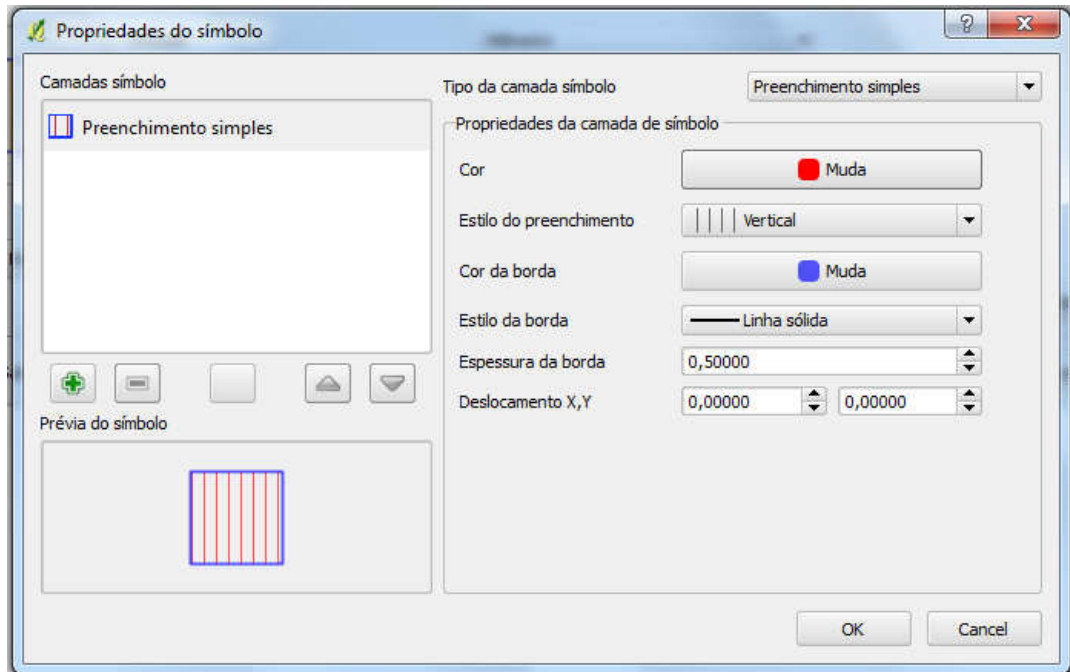 Propriedades do símbolo
Camadas símbolo
Preenchimento simples
Prévia do símbolo
Tipo da camada símbolo
Preenchimento simples
Propriedades da camada de símbolo
Cor
Muda
Estilo do preenchimento
Vertical
Cor da borda
Muda
Estilo da borda
Linha sólida
Espessura da borda
0,50000
Deslocamento X,Y
0,00000
0,00000
OK
Cancel